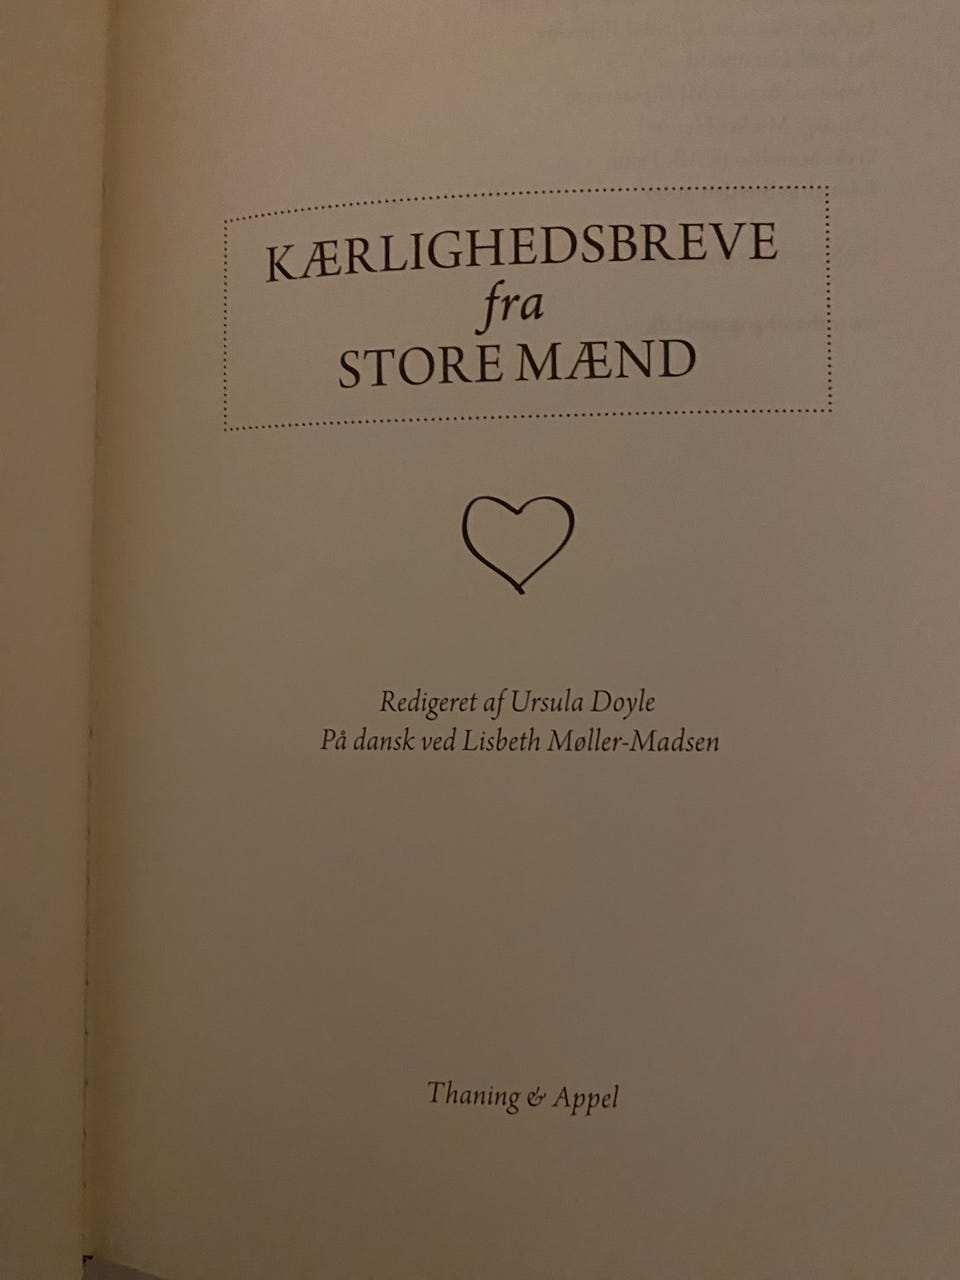 KÆRLIGHEDSBREVE
fra
STORE MÆND
Redigeret af Ursula Doyle
På dansk ved Lisbeth Møller-Madsen
Thaning & Appel